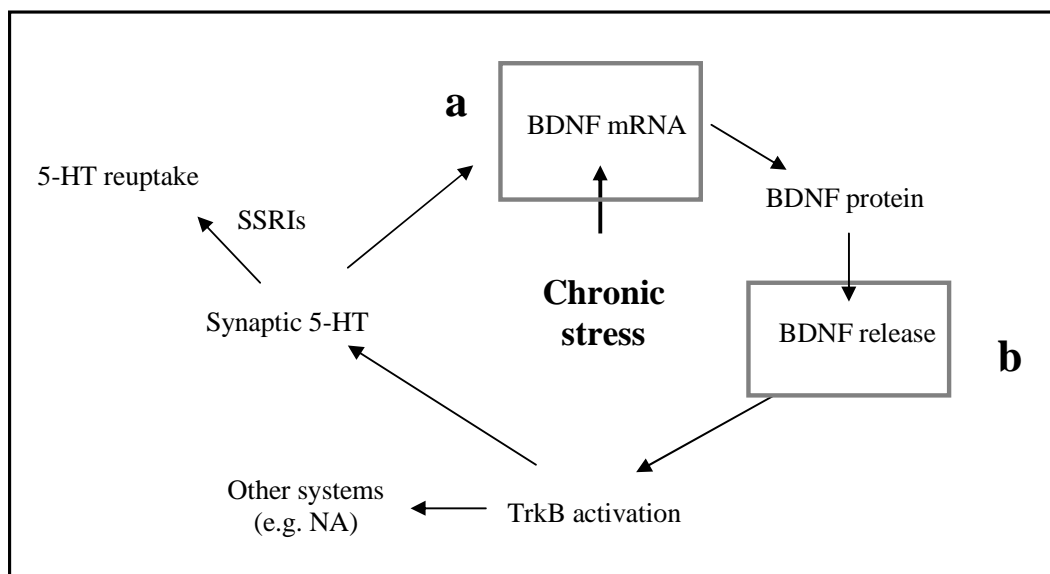 a
BDNF mRNA
5-HT reuptake
SSRIs
BDNF protein
Chronic
stress
Synaptic 5-HT
BDNF release
b
Other systems
(e.g. NA)
TrkB activation